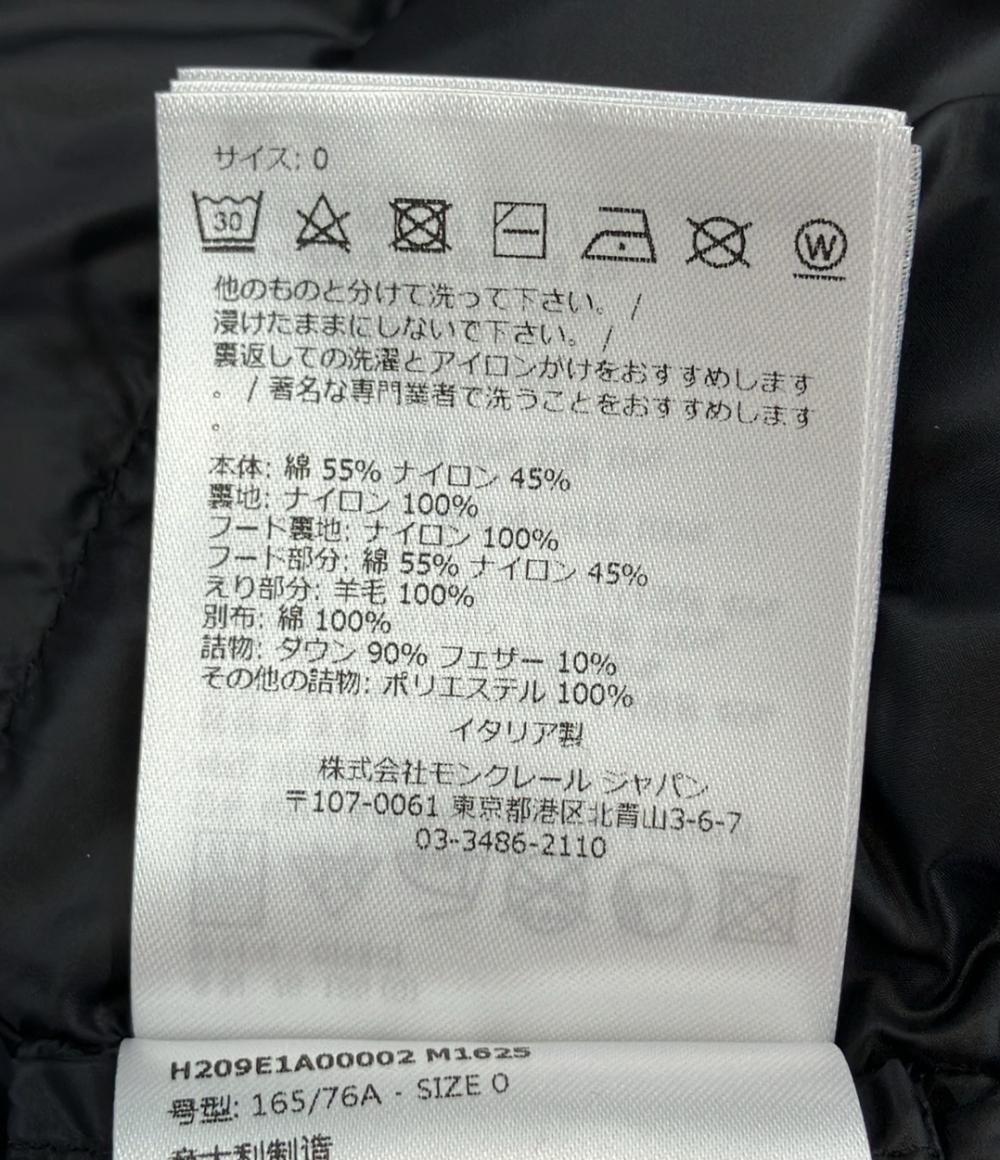 サイズ: 0
30
W
他のものと分けて洗って下さい。 /
浸けたままにしないで下さい。 /
裏返しての洗濯とアイロンがけをおすすめします
。 / 著名な専門業者で洗うことをおすすめします
。
本体: 綿 55% ナイロン 45%
裏地: ナイロン 100%
フード裏地: ナイロン 100%
フード部分: 綿 55% ナイロン 45%
えり部分: 羊毛 100%
別布: 綿 100%
詰物: ダウン 90% フェザー 10%
その他の詰物: ポリエステル 100%
イタリア製
株式会社モンクレール ジャパン
〒107-0061 東京都港区北青山3-6-7
03-3486-2110
H209E1A00002 M1625
号型: 165/76A - SIZE 0
意大利制造